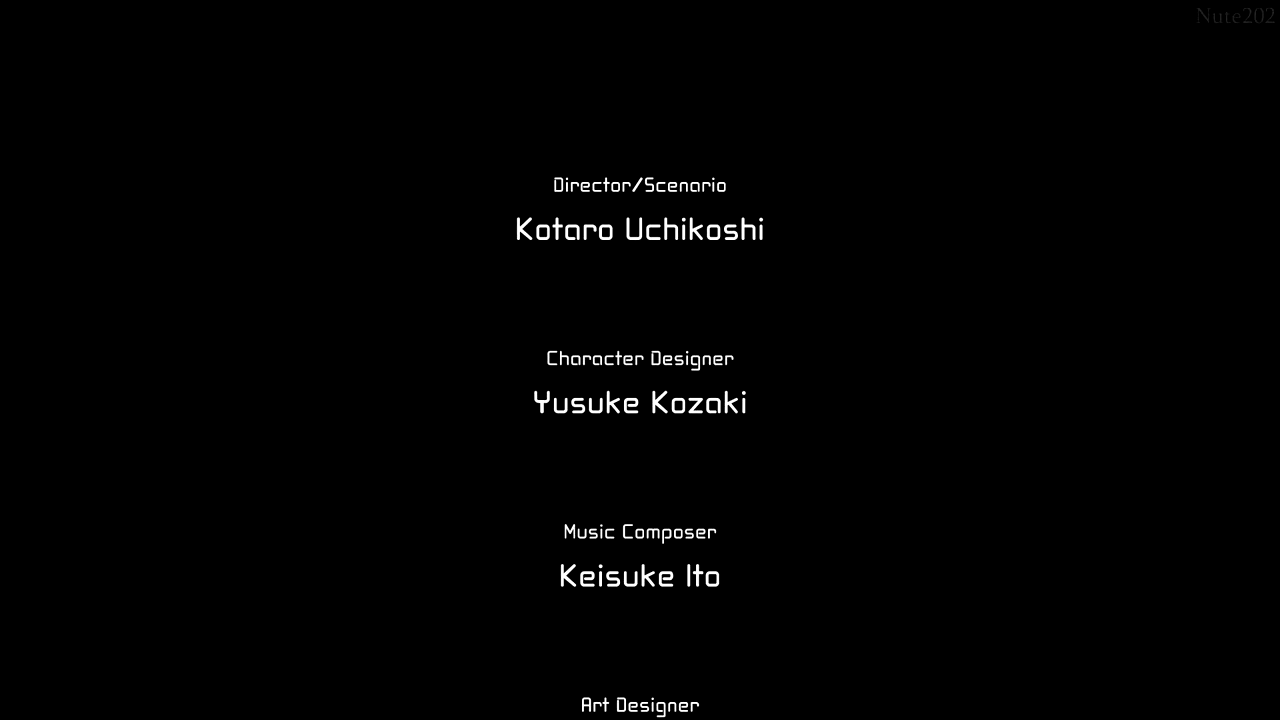 Nute202
Director/Scenario
Kotaro Uchikoshi
Character Designer
Yusuke Kozaki
Music Composer
Keisuke Ito
Art Designer